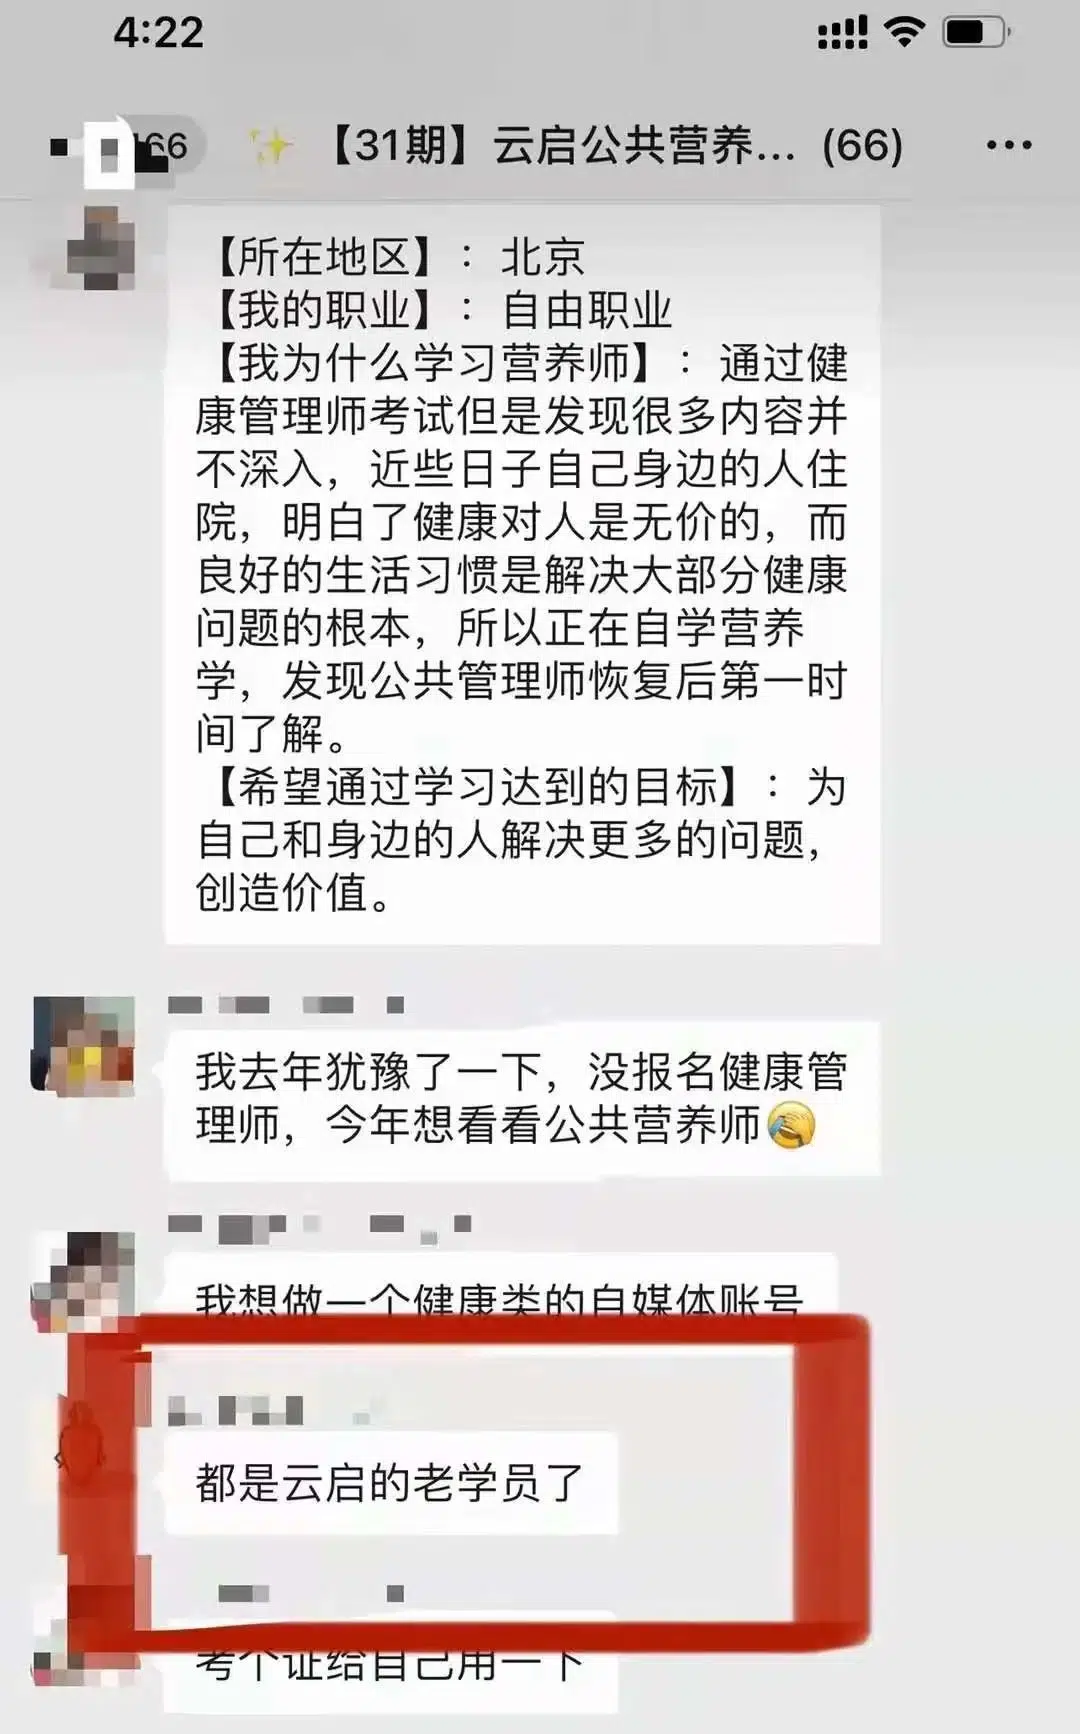 4:22
166
✨【31期】云启公共营养... (66)
【所在地区】：北京
【我的职业】：自由职业
【我为什么学习营养师】：通过健
康管理师考试但是发现很多内容并
不深入，近些日子自己身边的人住
院，明白了健康对人是无价的，而
良好的生活习惯是解决大部分健康
问题的根本，所以正在自学营养
学，发现公共管理师恢复后第一时
间了解。
【希望通过学习达到的目标】：为
自己和身边的人解决更多的问题，
创造价值。
我去年犹豫了一下，没报名健康管
理师，今年想看看公共营养师🤦
我想做一个健康类的自媒体账号
都是云启的老学员了
考个证给自己用一下